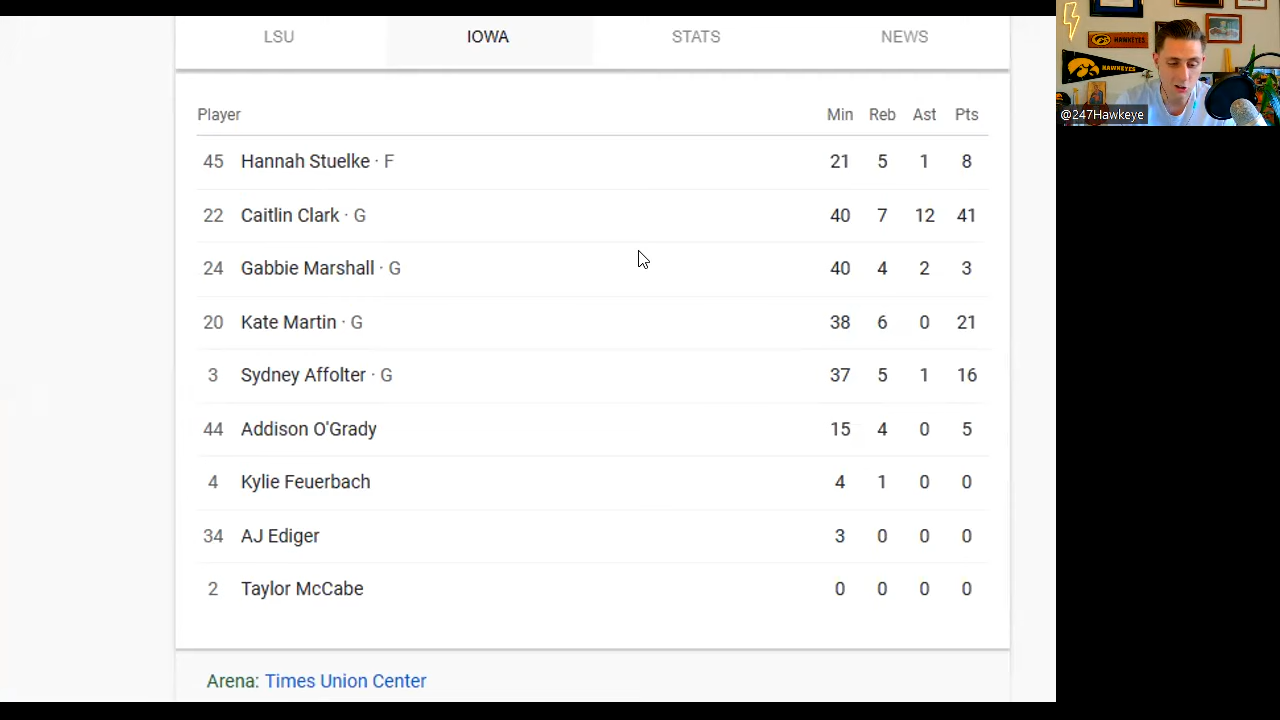 LSU IOWA STATS NEWS
Player Min Reb Ast Pts
45 Hannah Stuelke · F 21 5 1 8
22 Caitlin Clark · G 40 7 12 41
24 Gabbie Marshall · G 40 4 2 3
20 Kate Martin · G 38 6 0 21
3 Sydney Affolter · G 37 5 1 16
44 Addison O'Grady 15 4 0 5
4 Kylie Feuerbach 4 1 0 0
34 AJ Ediger 3 0 0 0
2 Taylor McCabe 0 0 0 0
Arena: Times Union Center
HAWKEYES
HAWKEYES
@247Hawkeye